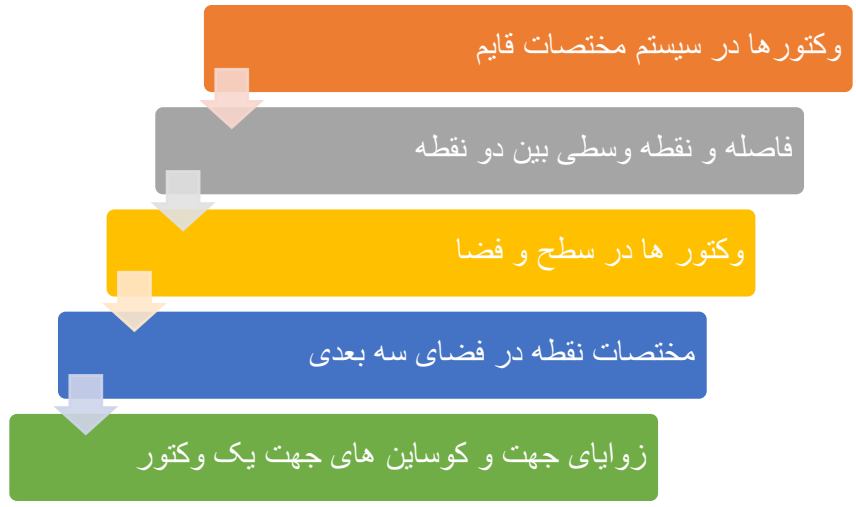 وکتورها در سیستم مختصات قایم
فاصله و نقطه وسطی بین دو نقطه
وکتور ها در سطح و فضا
مختصات نقطه در فضای سه بعدی
زوایای جهت و کوساین های جهت یک وکتور